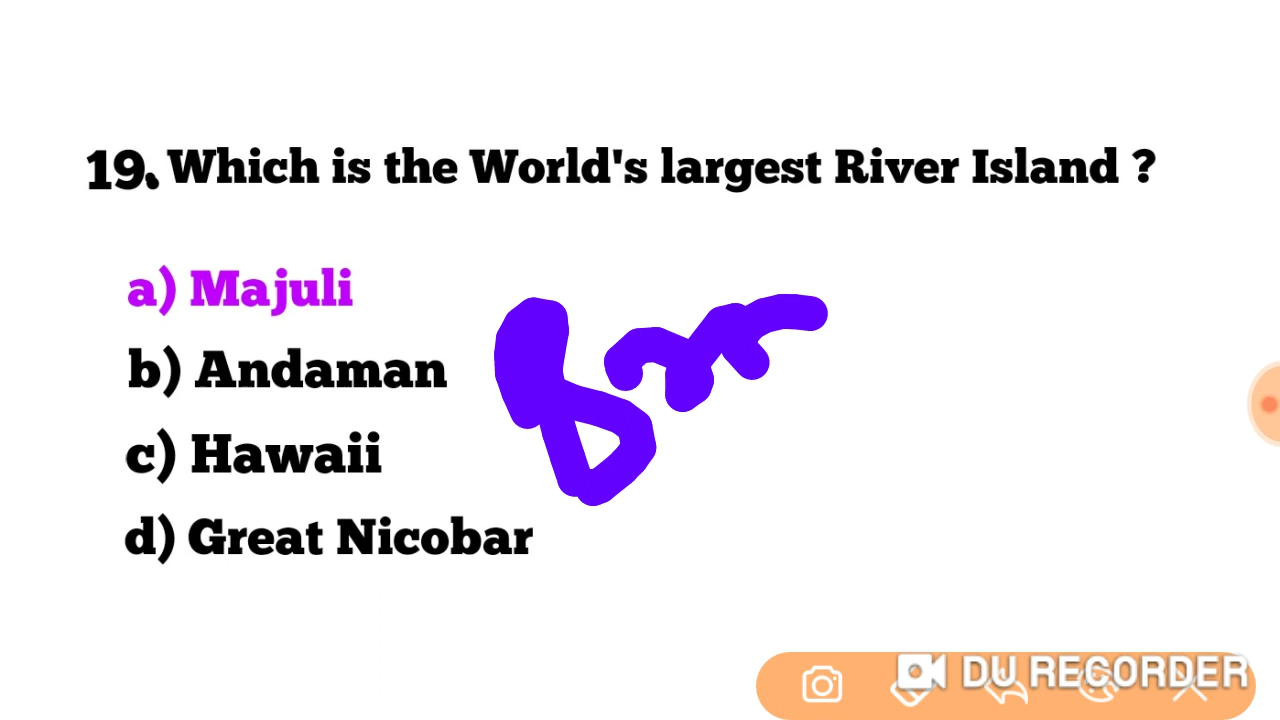 19. Which is the World's largest River Island ?
a) Majuli
b) Andaman
c) Hawaii
d) Great Nicobar
DU RECORDER